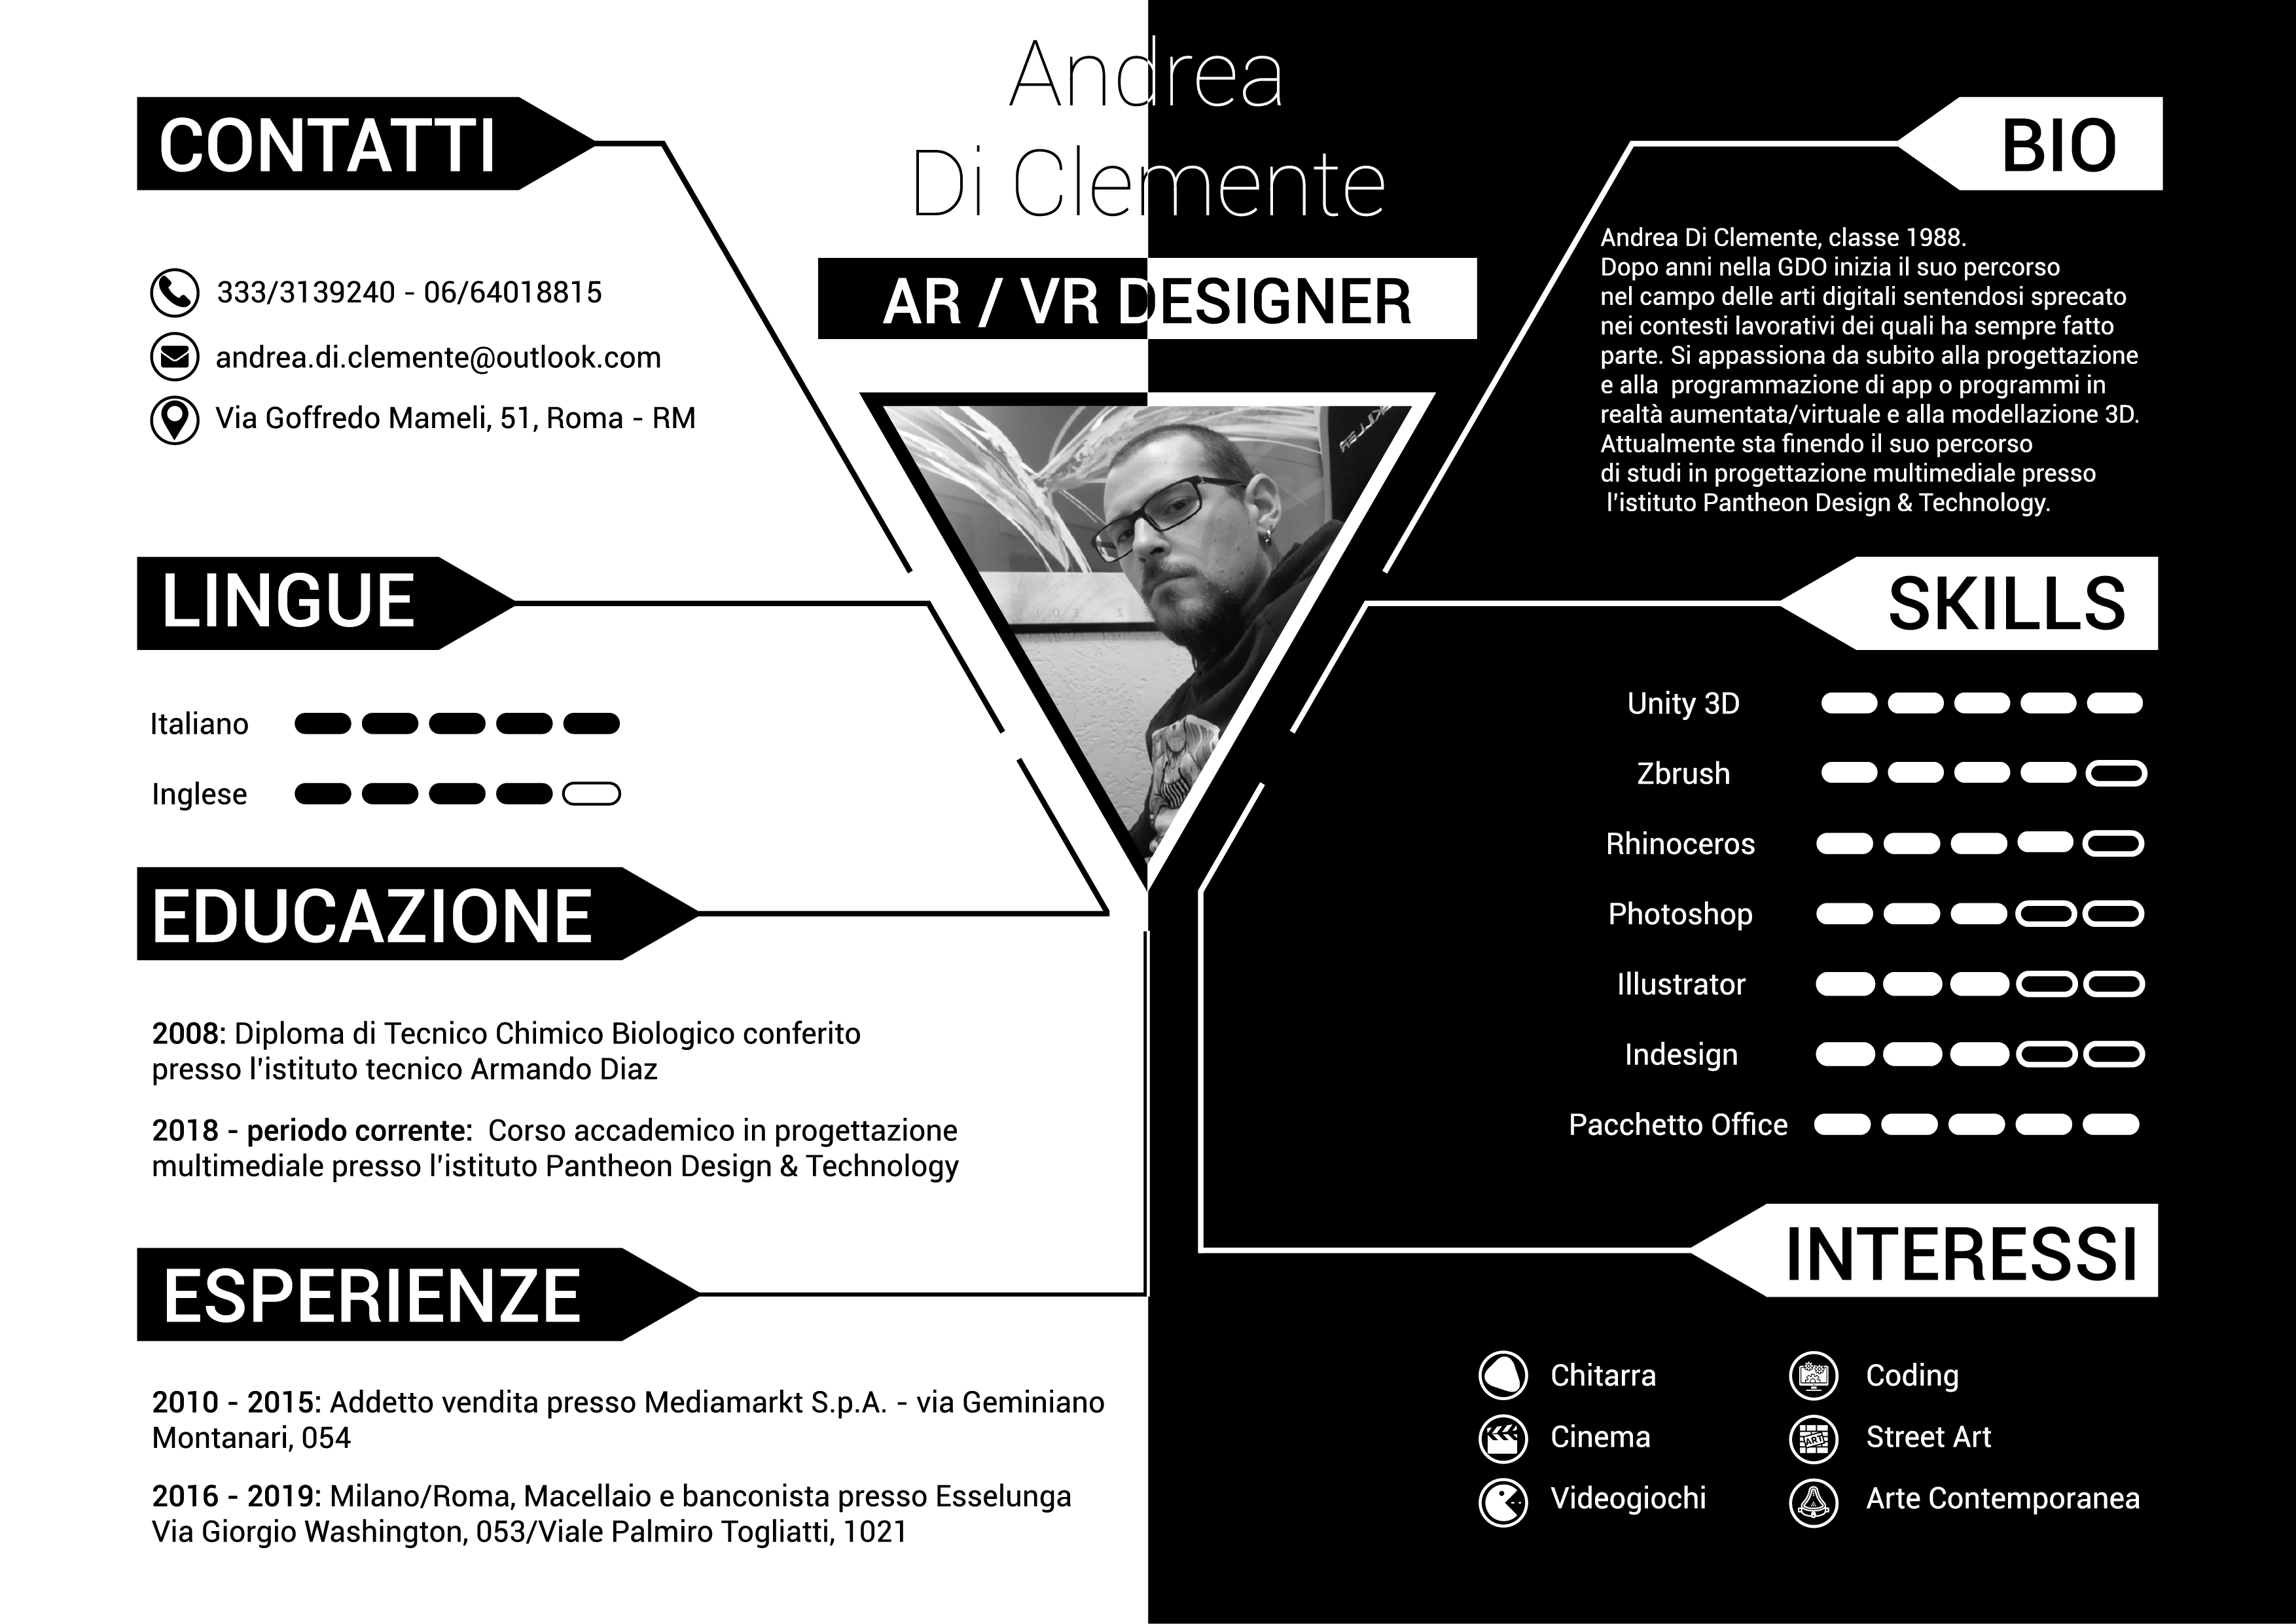 Andrea
Di Clemente
AR / VR DESIGNER
CONTATTI
333/3139240 - 06/64018815
andrea.di.clemente@outlook.com
Via Goffredo Mameli, 51, Roma - RM
LINGUE
Italiano
Inglese
EDUCAZIONE
2008: Diploma di Tecnico Chimico Biologico conferito
presso l'istituto tecnico Armando Diaz
2018 - periodo corrente: Corso accademico in progettazione
multimediale presso l'istituto Pantheon Design & Technology
ESPERIENZE
2010 - 2015: Addetto vendita presso Mediamarkt S.p.A. - via Geminiano
Montanari, 054
2016 - 2019: Milano/Roma, Macellaio e banconista presso Esselunga
Via Giorgio Washington, 053/Viale Palmiro Togliatti, 1021
BIO
Andrea Di Clemente, classe 1988.
Dopo anni nella GDO inizia il suo percorso
nel campo delle arti digitali sentendosi sprecato
nei contesti lavorativi dei quali ha sempre fatto
parte. Si appassiona da subito alla progettazione
e alla programmazione di app o programmi in
realtà aumentata/virtuale e alla modellazione 3D.
Attualmente sta finendo il suo percorso
di studi in progettazione multimediale presso
l'istituto Pantheon Design & Technology.
SKILLS
Unity 3D
Zbrush
Rhinoceros
Photoshop
Illustrator
Indesign
Pacchetto Office
INTERESSI
Chitarra
Cinema
Videogiochi
Coding
ART
Street Art
Arte Contemporanea